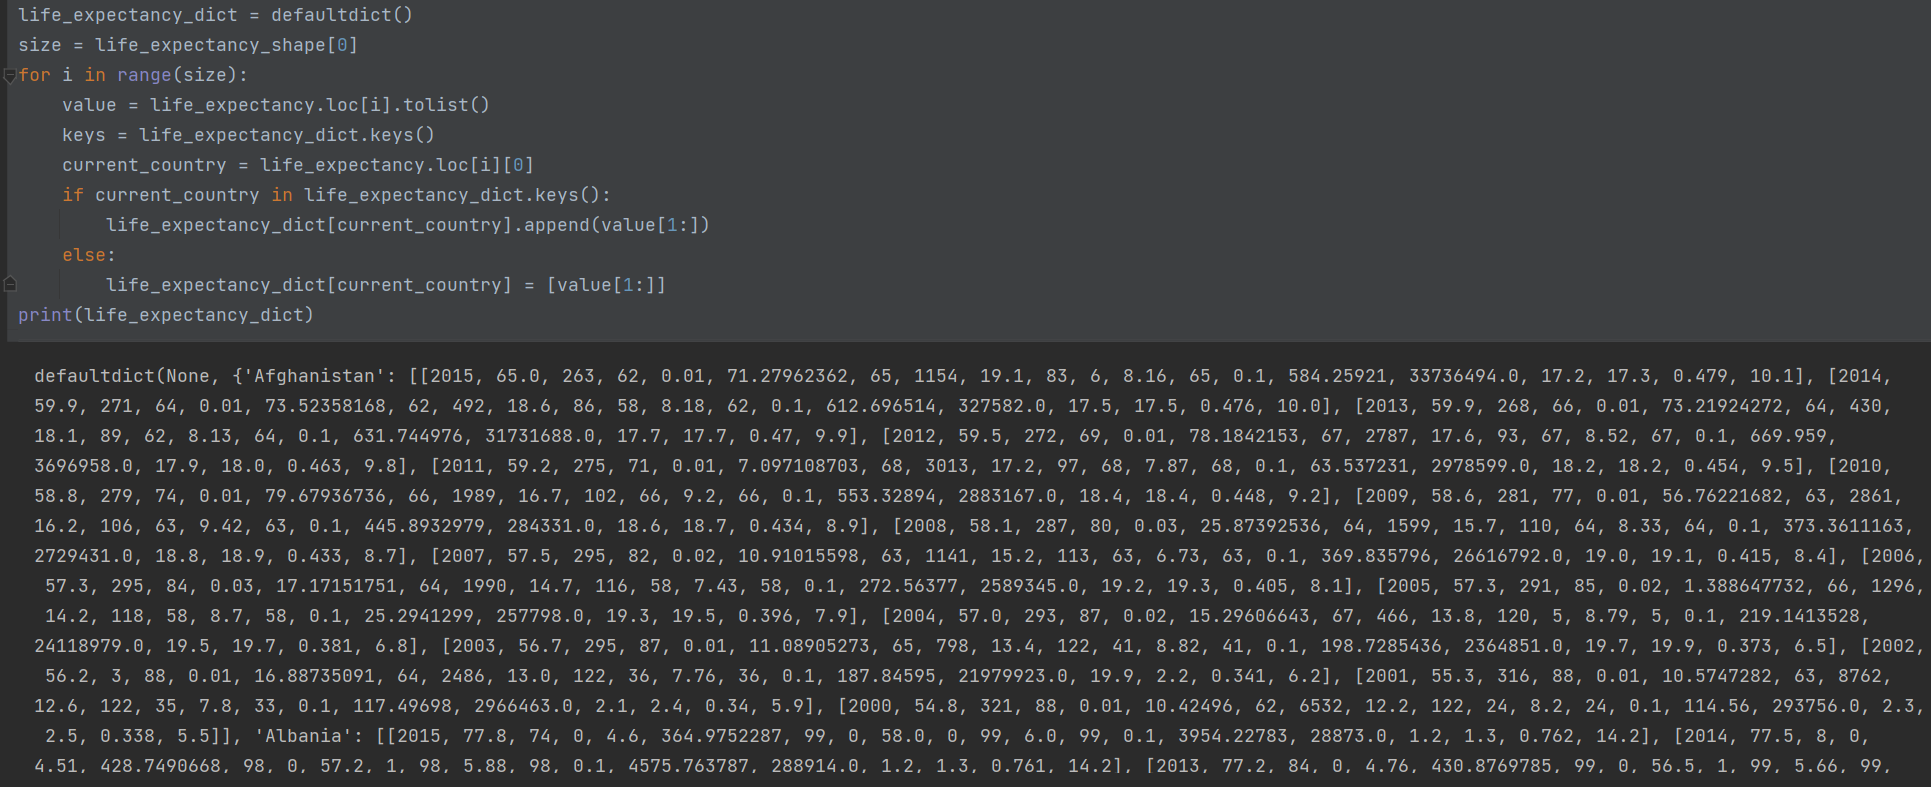 life_expectancy_dict = defaultdict()
size = life_expectancy_shape[0]
for i in range(size):
    value = life_expectancy.loc[i].tolist()
    keys = life_expectancy_dict.keys()
    current_country = life_expectancy.loc[i][0]
    if current_country in life_expectancy_dict.keys():
        life_expectancy_dict[current_country].append(value[1:])
    else:
        life_expectancy_dict[current_country] = [value[1:]]
print(life_expectancy_dict)
defaultdict(None, {'Afghanistan': [[2015, 65.0, 263, 62, 0.01, 71.27962362, 65, 1154, 19.1, 83, 6, 8.16, 65, 0.1, 584.25921, 33736494.0, 17.2, 17.3, 0.479, 10.1], [2014,
59.9, 271, 64, 0.01, 73.52358168, 62, 492, 18.6, 86, 58, 8.18, 62, 0.1, 612.696514, 327582.0, 17.5, 17.5, 0.476, 10.0], [2013, 59.9, 268, 66, 0.01, 73.21924272, 64, 430,
18.1, 89, 62, 8.13, 64, 0.1, 631.744976, 31731688.0, 17.7, 17.7, 0.47, 9.9], [2012, 59.5, 272, 69, 0.01, 78.1842153, 67, 2787, 17.6, 93, 67, 8.52, 67, 0.1, 669.959,
3696958.0, 17.9, 18.0, 0.463, 9.8], [2011, 59.2, 275, 71, 0.01, 7.097108703, 68, 3013, 17.2, 97, 68, 7.87, 68, 0.1, 63.537231, 2978599.0, 18.2, 18.2, 0.454, 9.5], [2010,
58.8, 279, 74, 0.01, 79.67936736, 66, 1989, 16.7, 102, 66, 9.2, 66, 0.1, 553.32894, 2883167.0, 18.4, 18.4, 0.448, 9.2], [2009, 58.6, 281, 77, 0.01, 56.76221682, 63, 2861,
16.2, 106, 63, 9.42, 63, 0.1, 445.8932979, 284331.0, 18.6, 18.7, 0.434, 8.9], [2008, 58.1, 287, 80, 0.03, 25.87392536, 64, 1599, 15.7, 110, 64, 8.33, 64, 0.1, 373.3611163,
2729431.0, 18.8, 18.9, 0.433, 8.7], [2007, 57.5, 295, 82, 0.02, 10.91015598, 63, 1141, 15.2, 113, 63, 6.73, 63, 0.1, 369.835796, 26616792.0, 19.0, 19.1, 0.415, 8.4], [2006,
57.3, 295, 84, 0.03, 17.17151751, 64, 1990, 14.7, 116, 58, 7.43, 58, 0.1, 272.56377, 2589345.0, 19.2, 19.3, 0.405, 8.1], [2005, 57.3, 291, 85, 0.02, 1.388647732, 66, 1296,
14.2, 118, 58, 8.7, 58, 0.1, 25.2941299, 257798.0, 19.3, 19.5, 0.396, 7.9], [2004, 57.0, 293, 87, 0.02, 15.29606643, 67, 466, 13.8, 120, 5, 8.79, 5, 0.1, 219.1413528,
24118979.0, 19.5, 19.7, 0.381, 6.8], [2003, 56.7, 295, 87, 0.01, 11.08905273, 65, 798, 13.4, 122, 41, 8.82, 41, 0.1, 198.7285436, 2364851.0, 19.7, 19.9, 0.373, 6.5], [2002,
56.2, 3, 88, 0.01, 16.88735091, 64, 2486, 13.0, 122, 36, 7.76, 36, 0.1, 187.84595, 21979923.0, 19.9, 2.2, 0.341, 6.2], [2001, 55.3, 316, 88, 0.01, 10.5747282, 63, 8762,
12.6, 122, 35, 7.8, 33, 0.1, 117.49698, 2966463.0, 2.1, 2.4, 0.34, 5.9], [2000, 54.8, 321, 88, 0.01, 10.42496, 62, 6532, 12.2, 122, 24, 8.2, 24, 0.1, 114.56, 293756.0, 2.3,
2.5, 0.338, 5.5]], 'Albania': [[2015, 77.8, 74, 0, 4.6, 364.9752287, 99, 0, 58.0, 0, 99, 6.0, 99, 0.1, 3954.22783, 28873.0, 1.2, 1.3, 0.762, 14.2], [2014, 77.5, 8, 0,
4.51, 428.7490668, 98, 0, 57.2, 1, 98, 5.88, 98, 0.1, 4575.763787, 288914.0, 1.2, 1.3, 0.761, 14.2], [2013, 77.2, 84, 0, 4.76, 430.8769785, 99, 0, 56.5, 1, 99, 5.66, 99,